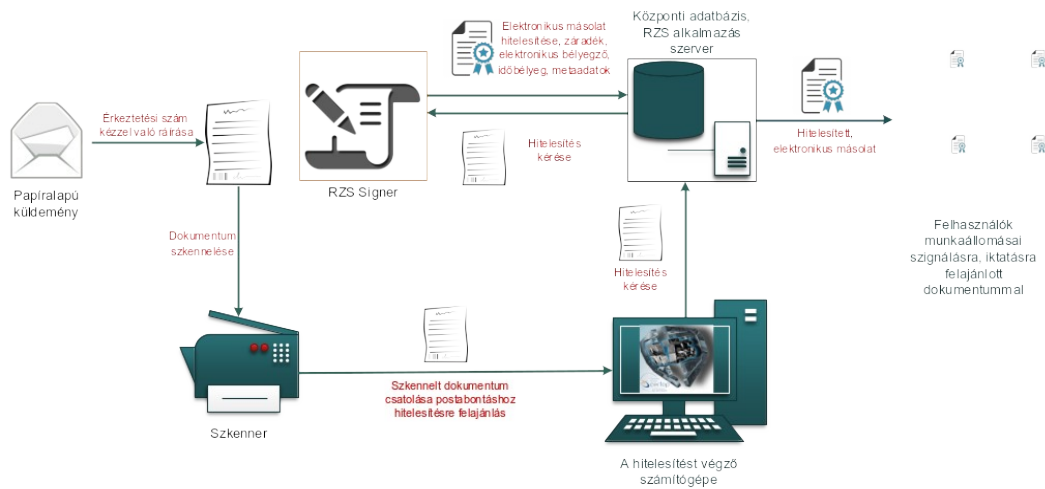 Érkeztetési szám
kézzel való ráírása
Papíralapú
küldemény
RZS Signer
Elektronikus másolat
hitelesítése, záradék,
elektronikus bélyegző,
időbélyeg, metaadatok
Hitelesítés
kérése
Központi adatbázis,
RZS alkalmazás
szerver
Hitelesített,
elektronikus másolat
Felhasználók
munkaállomásai
szignálásra, iktatásra
felajánlott
dokumentummal
Dokumentum
szkennelése
Hitelesítés
kérése
Szkenner
Szkennelt dokumentum
csatolása postabontáshoz
hitelesítésre felajánlás
A hitelesítést végző
számítógépe